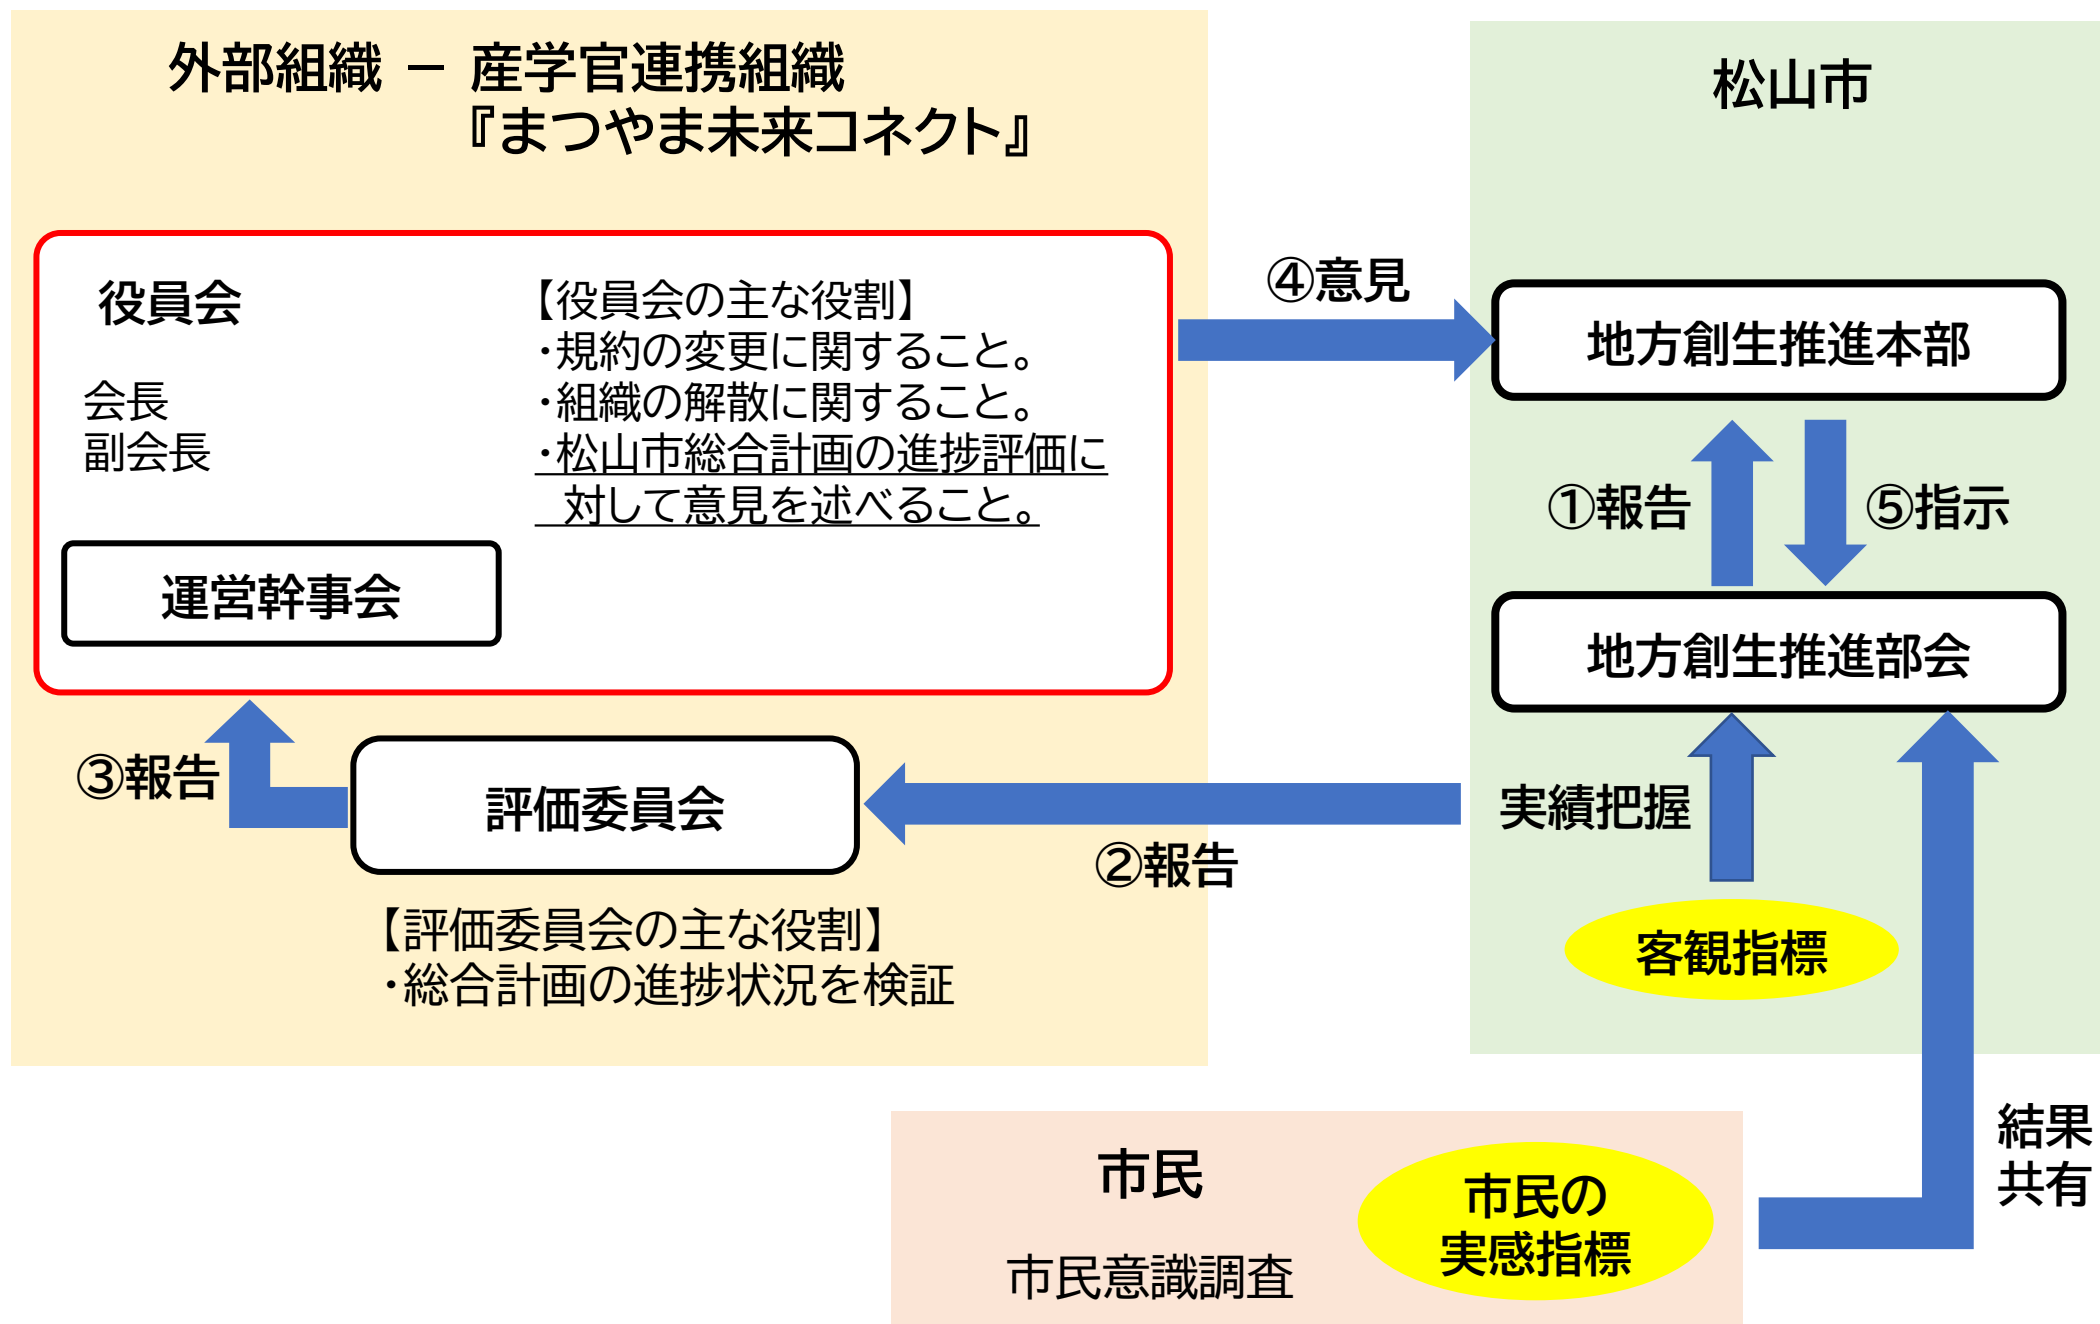 外部組織 － 産学官連携組織
『まつやま未来コネクト』
役員会
会長
副会長
【役員会の主な役割】
・規約の変更に関すること。
・組織の解散に関すること。
・松山市総合計画の進捗評価に
対して意見を述べること。
運営幹事会
③報告
評価委員会
【評価委員会の主な役割】
・総合計画の進捗状況を検証
④意見
②報告
松山市
地方創生推進本部
①報告
⑤指示
地方創生推進部会
実績把握
客観指標
結果
共有
市民
市民意識調査
市民の
実感指標